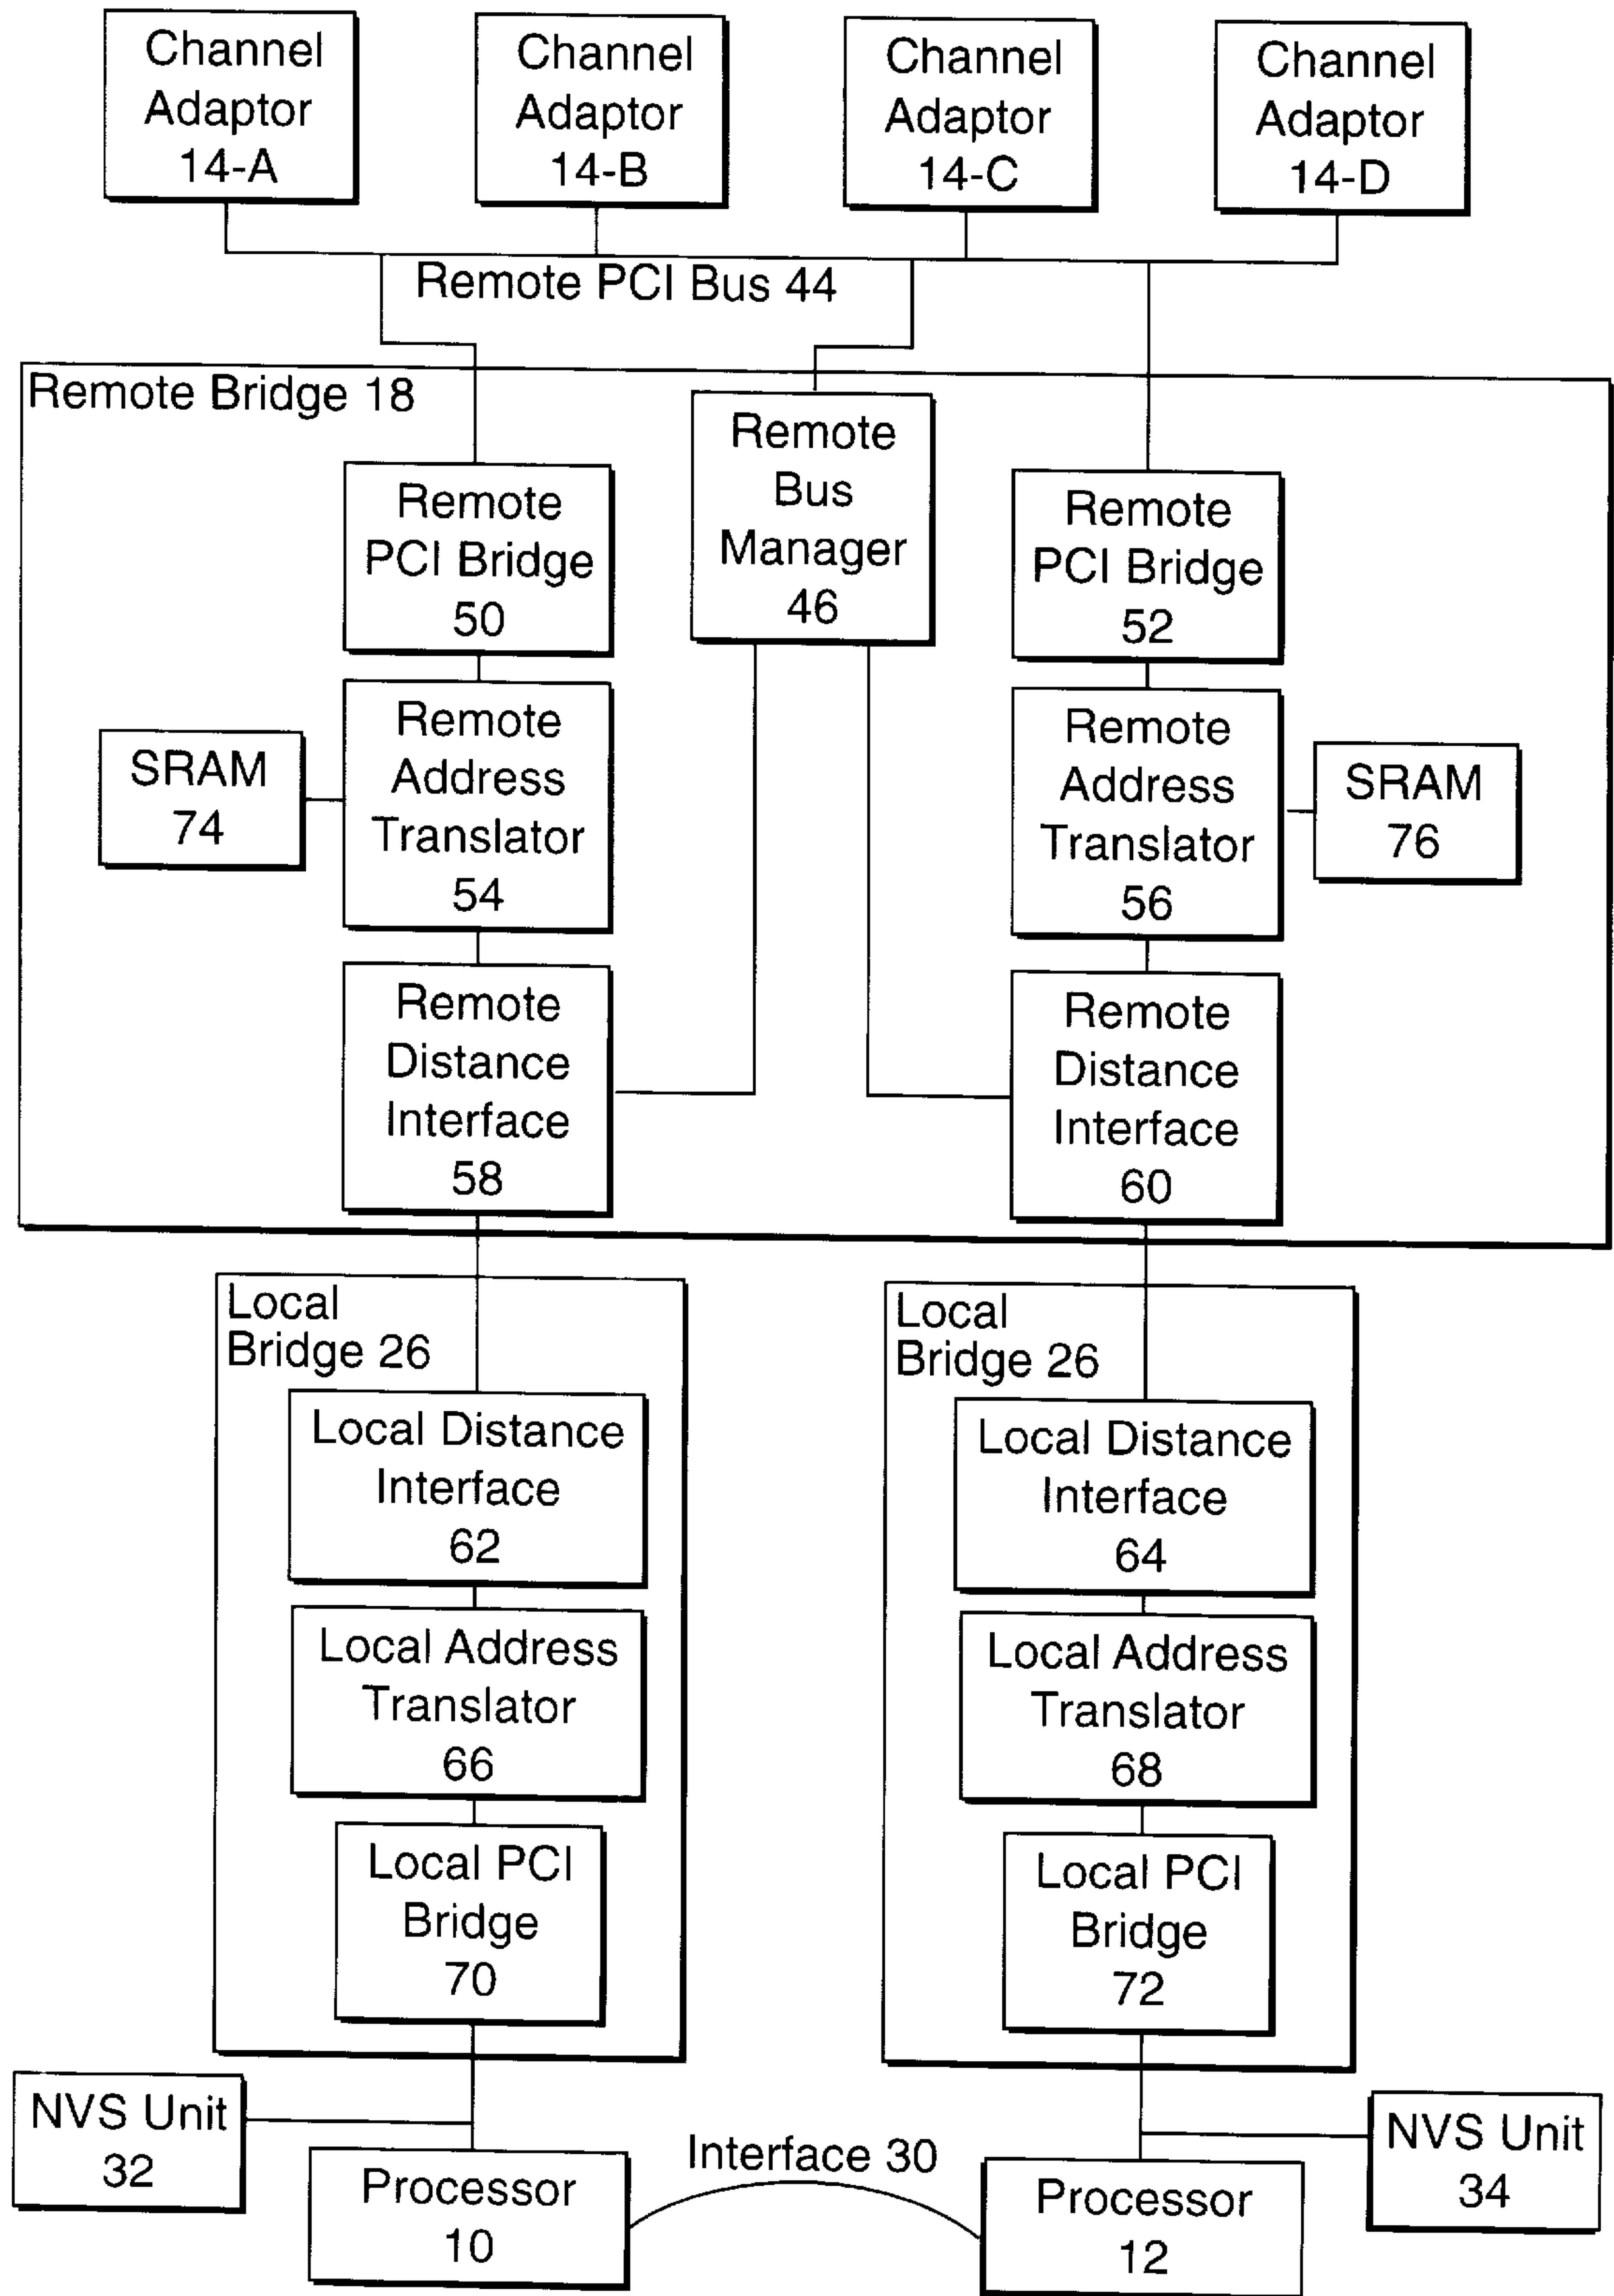 Channel
Adaptor
14-A
Channel
Adaptor
14-B
Channel
Adaptor
14-C
Channel
Adaptor
14-D
Remote PCI Bus 44
Remote Bridge 18
Remote
PCI Bridge
50
Remote
Bus
Manager
46
Remote
PCI Bridge
52
SRAM
74
Remote
Address
Translator
54
Remote
Address
Translator
56
SRAM
76
Remote
Distance
Interface
58
Remote
Distance
Interface
60
Local
Bridge 26
Local Distance
Interface
62
Local Address
Translator
66
Local PCI
Bridge
70
Local
Bridge 26
Local Distance
Interface
64
Local Address
Translator
68
Local PCI
Bridge
72
NVS Unit
32
Processor
10
Interface 30
Processor
12
NVS Unit
34